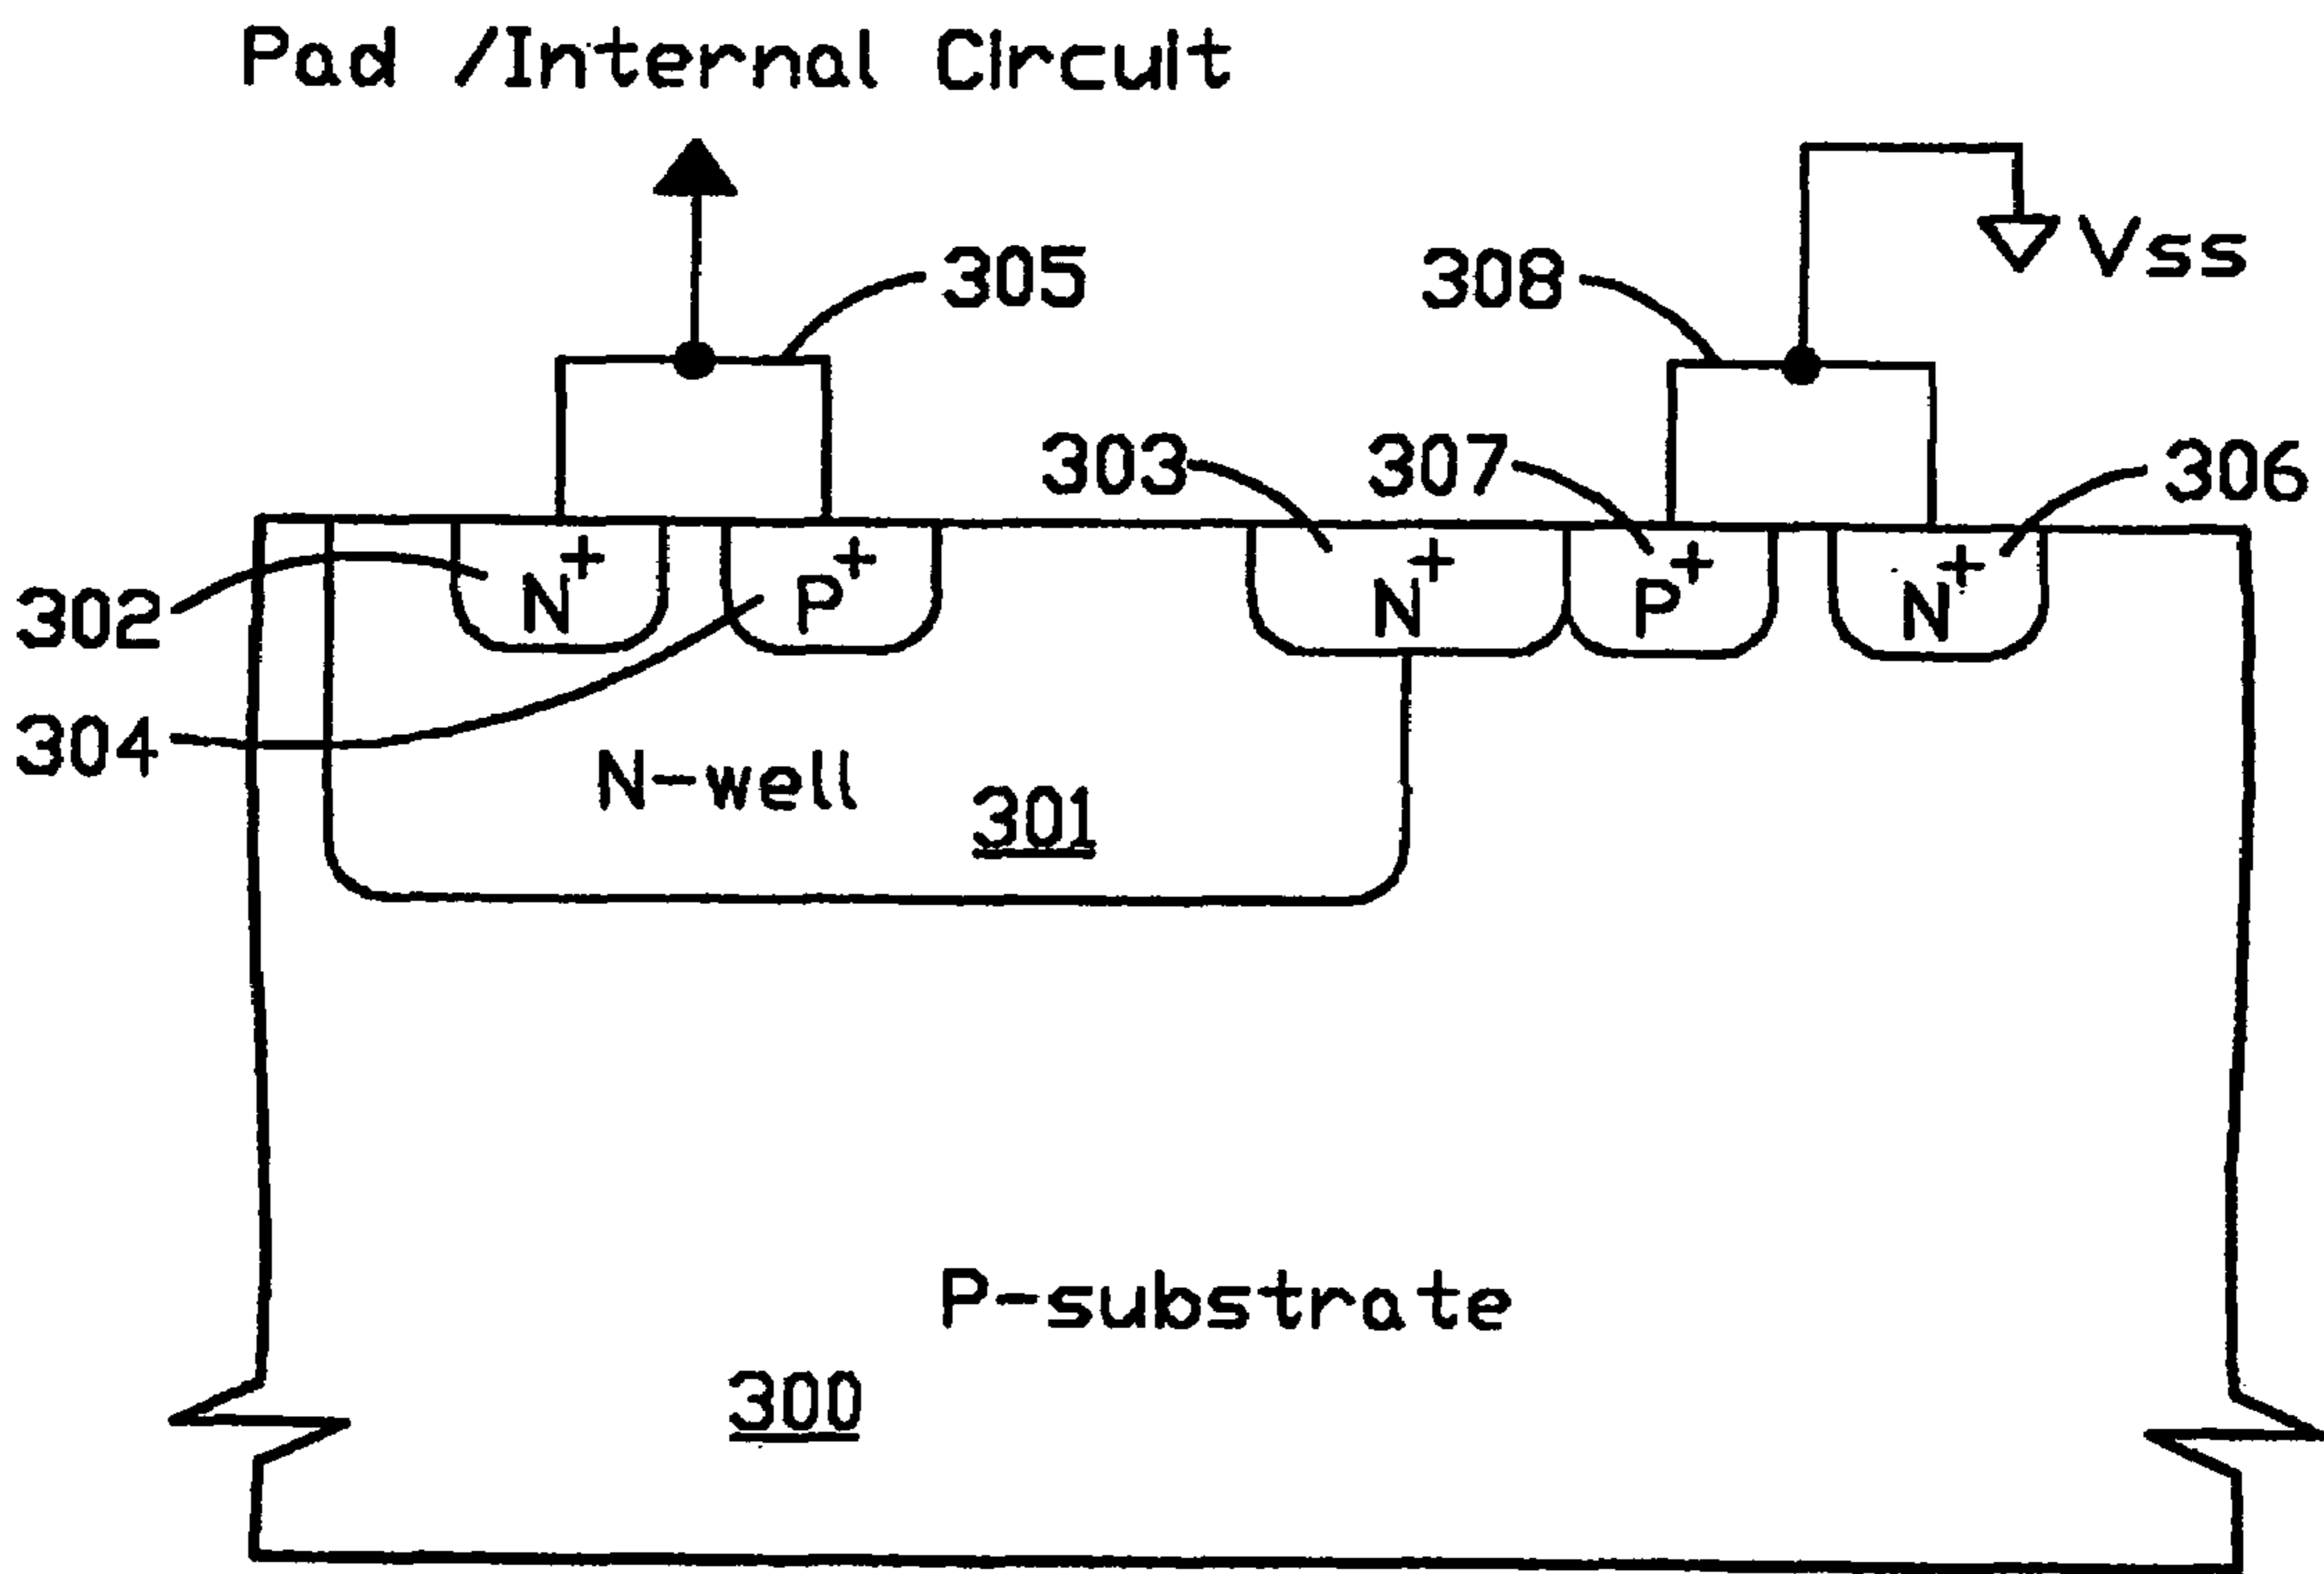 Pad /Internal Circuit
305
308
Vss
303
307
306
302
N+
P+
N+
P+
N+
304
N-well
301
P-substrate
300